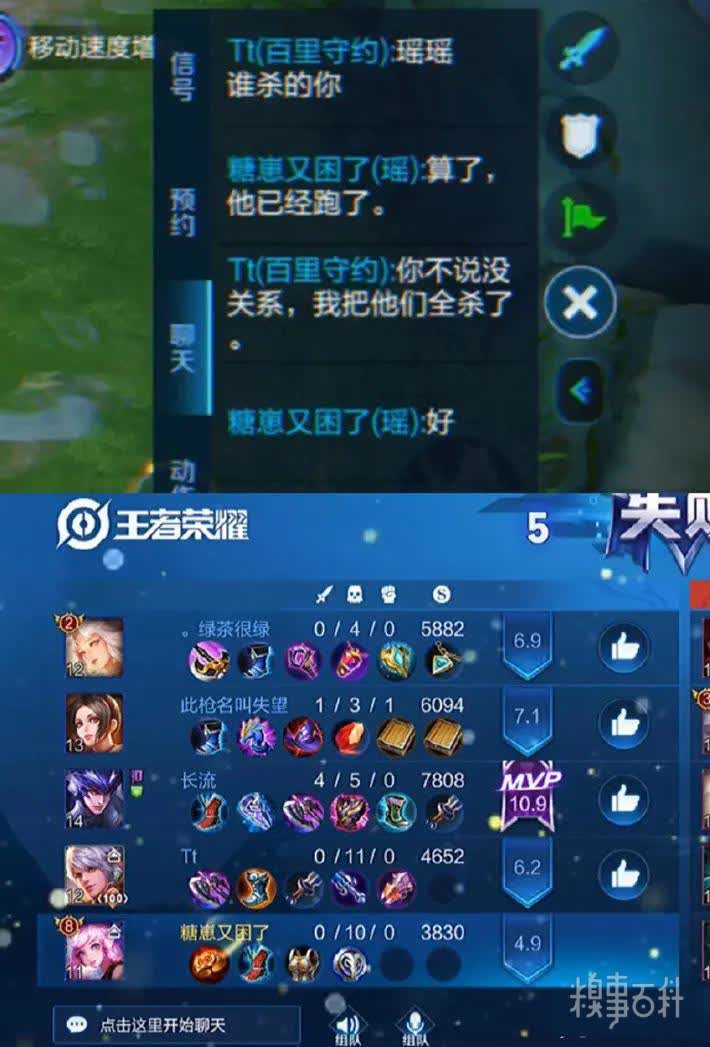 移动速度增
信号
Tt(百里守约):瑶瑶
谁杀的你
预约
糖崽又困了(瑶):算了，
他已经跑了。
Tt(百里守约):你不说没
关系，我把他们全杀了
。
聊天
糖崽又困了(瑶):好
王者荣耀
5
失败
2
。绿茶很绿 0/4/0 5882
6.9
12
此枪名叫失望 1/3/1 6094
7.1
13
长流 4/5/0 7808
MVP
10.9
14
Tt 0/11/0 4652
6.2
12 (100)
8
糖崽又困了 0/10/0 3830
4.9
11
点击这里开始聊天
组队
组队
糗事百科